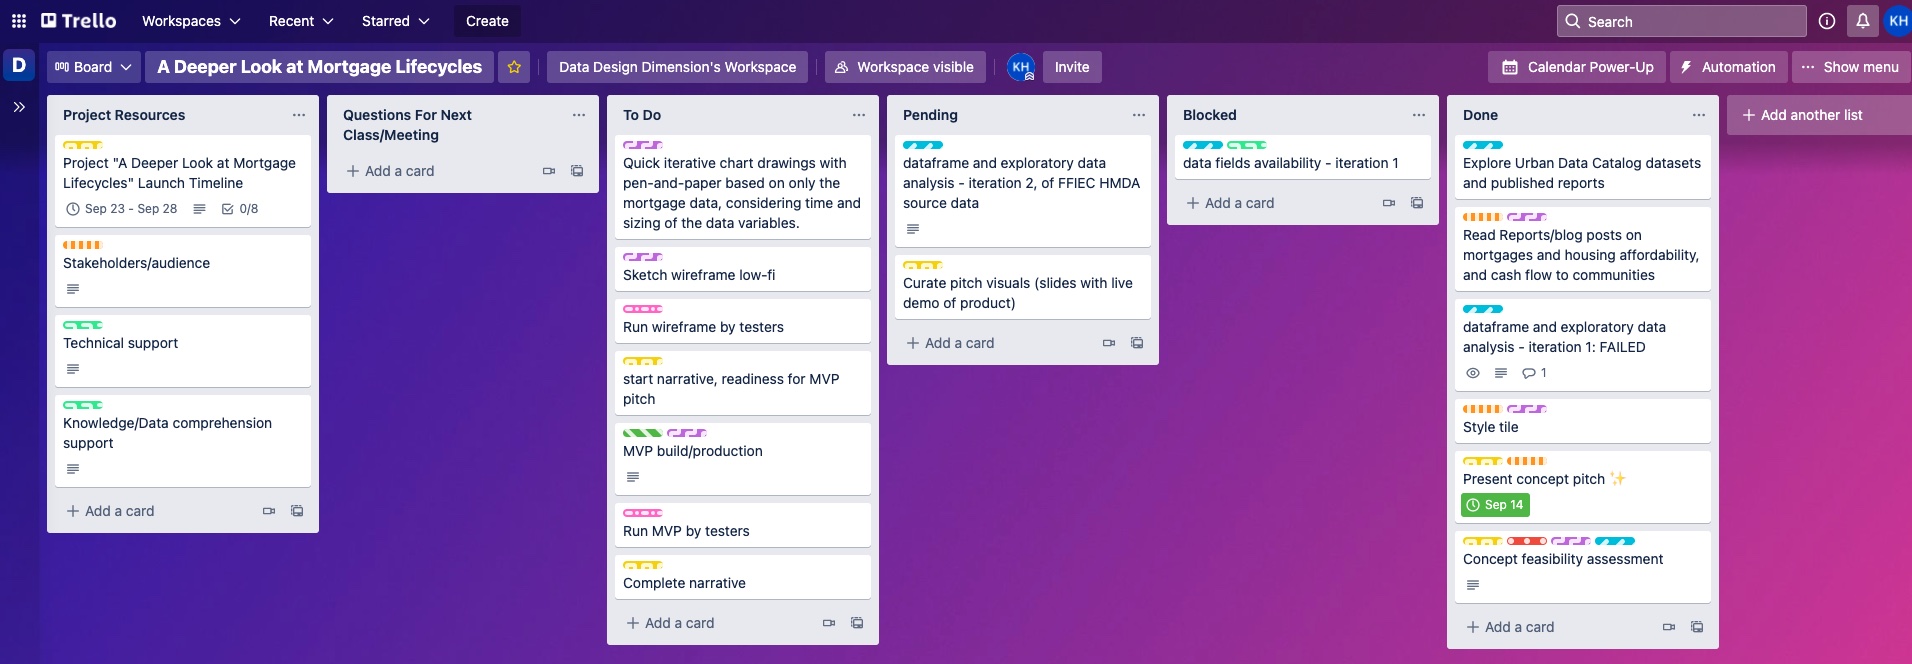 Trello
Workspaces
Recent
Starred
Create
Search
KH
D
Board
A Deeper Look at Mortgage Lifecycles
Data Design Dimension's Workspace
Workspace visible
KH
Invite
Calendar Power-Up
Automation
Show menu
Project Resources
Project "A Deeper Look at Mortgage
Lifecycles" Launch Timeline
Sep 23 - Sep 28
0/8
Stakeholders/audience
Technical support
Knowledge/Data comprehension
support
Add a card
Questions For Next
Class/Meeting
Add a card
To Do
Quick iterative chart drawings with
pen-and-paper based on only the
mortgage data, considering time and
sizing of the data variables.
Sketch wireframe low-fi
Run wireframe by testers
start narrative, readiness for MVP
pitch
MVP build/production
Run MVP by testers
Complete narrative
Add a card
Pending
dataframe and exploratory data
analysis - iteration 2, of FFIEC HMDA
source data
Curate pitch visuals (slides with live
demo of product)
Add a card
Blocked
data fields availability - iteration 1
Add a card
Done
Explore Urban Data Catalog datasets
and published reports
Read Reports/blog posts on
mortgages and housing affordability,
and cash flow to communities
dataframe and exploratory data
analysis - iteration 1: FAILED
1
Style tile
Present concept pitch ✨
Sep 14
Concept feasibility assessment
Add a card
Add another list